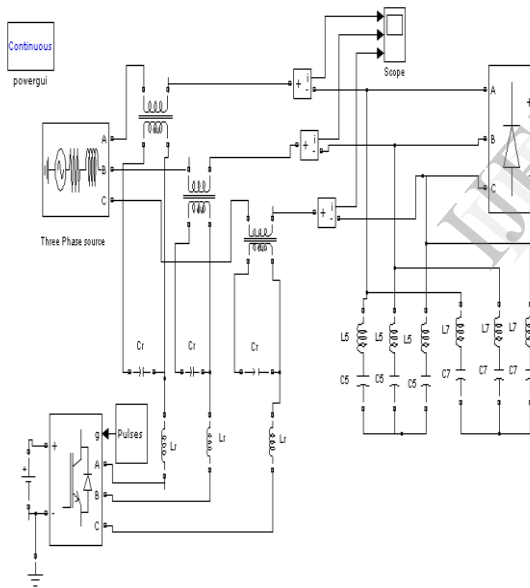 Continuous
powergui
Scope
A
B
C
Three Phase source
+ i
-
+ i
-
+ i
-
A
B
C
+
Cr
Cr
Cr
L5
L5
L5
L7
L7
L7
C5
C5
C5
C7
C7
C7
Lr
Lr
Lr
g
Pulses
+
A
B
-
C
+